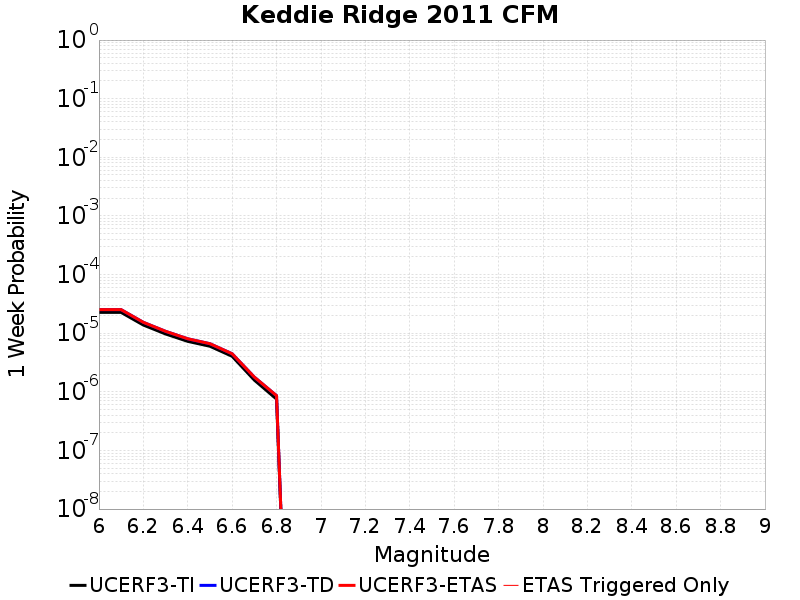 Keddie Ridge 2011 CFM
1 Week Probability
10^0
10^-1
10^-2
10^-3
10^-4
10^-5
10^-6
10^-7
10^-8
6 6.2 6.4 6.6 6.8 7 7.2 7.4 7.6 7.8 8 8.2 8.4 8.6 8.8 9
Magnitude
UCERF3-TI UCERF3-TD UCERF3-ETAS ETAS Triggered Only